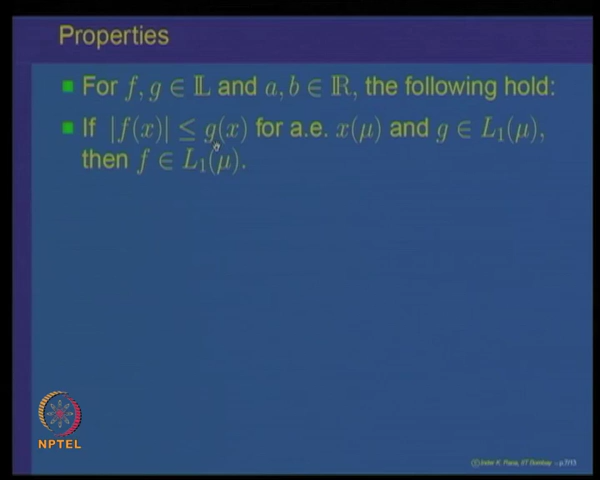 Properties
For f, g ∈ 𝕃 and a, b ∈ ℝ, the following hold:
If |f(x)| ≤ g(x) for a.e. x(μ) and g ∈ L₁(μ),
then f ∈ L₁(μ).
NPTEL